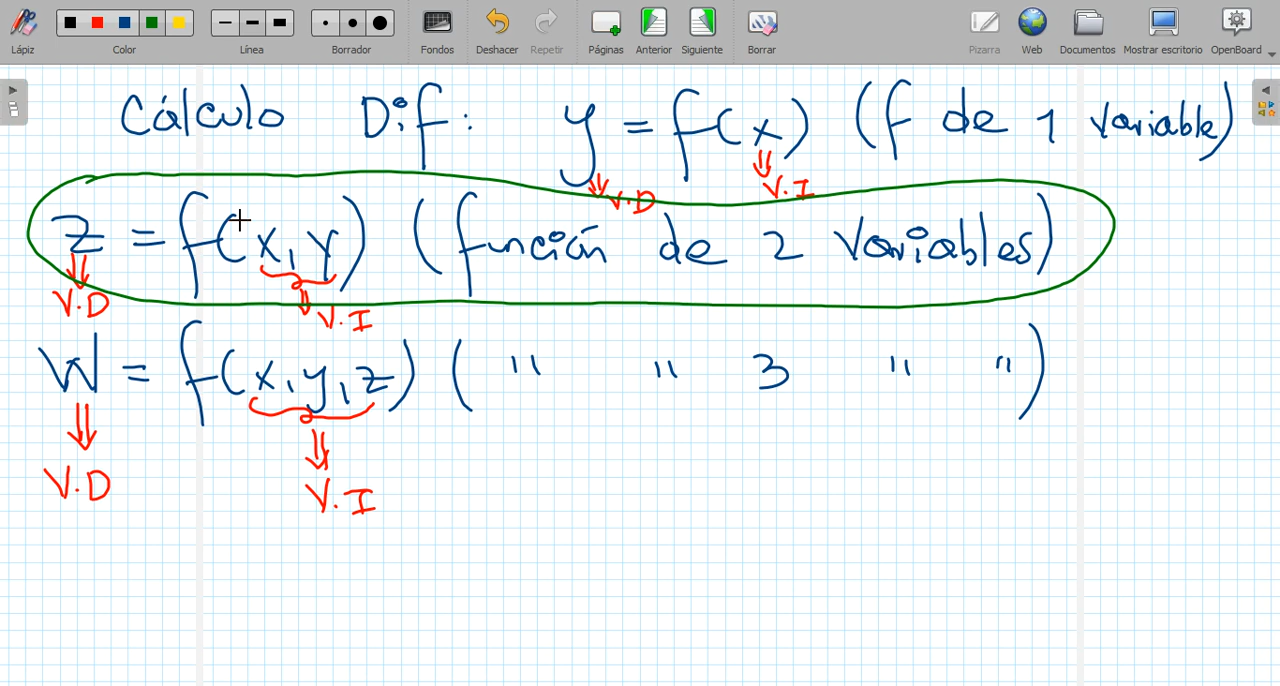 Lápiz Color Línea Borrador Fondos Deshacer Repetir Páginas Anterior Siguiente Borrar Pizarra Web Documentos Mostrar escritorio OpenBoard
Cálculo Dif: y = f(x) (f de 1 variable)
V.D V.I
z = f(x, y) (función de 2 variables)
V.D V.I
W = f(x, y, z) ( " " 3 " " )
V.D V.I